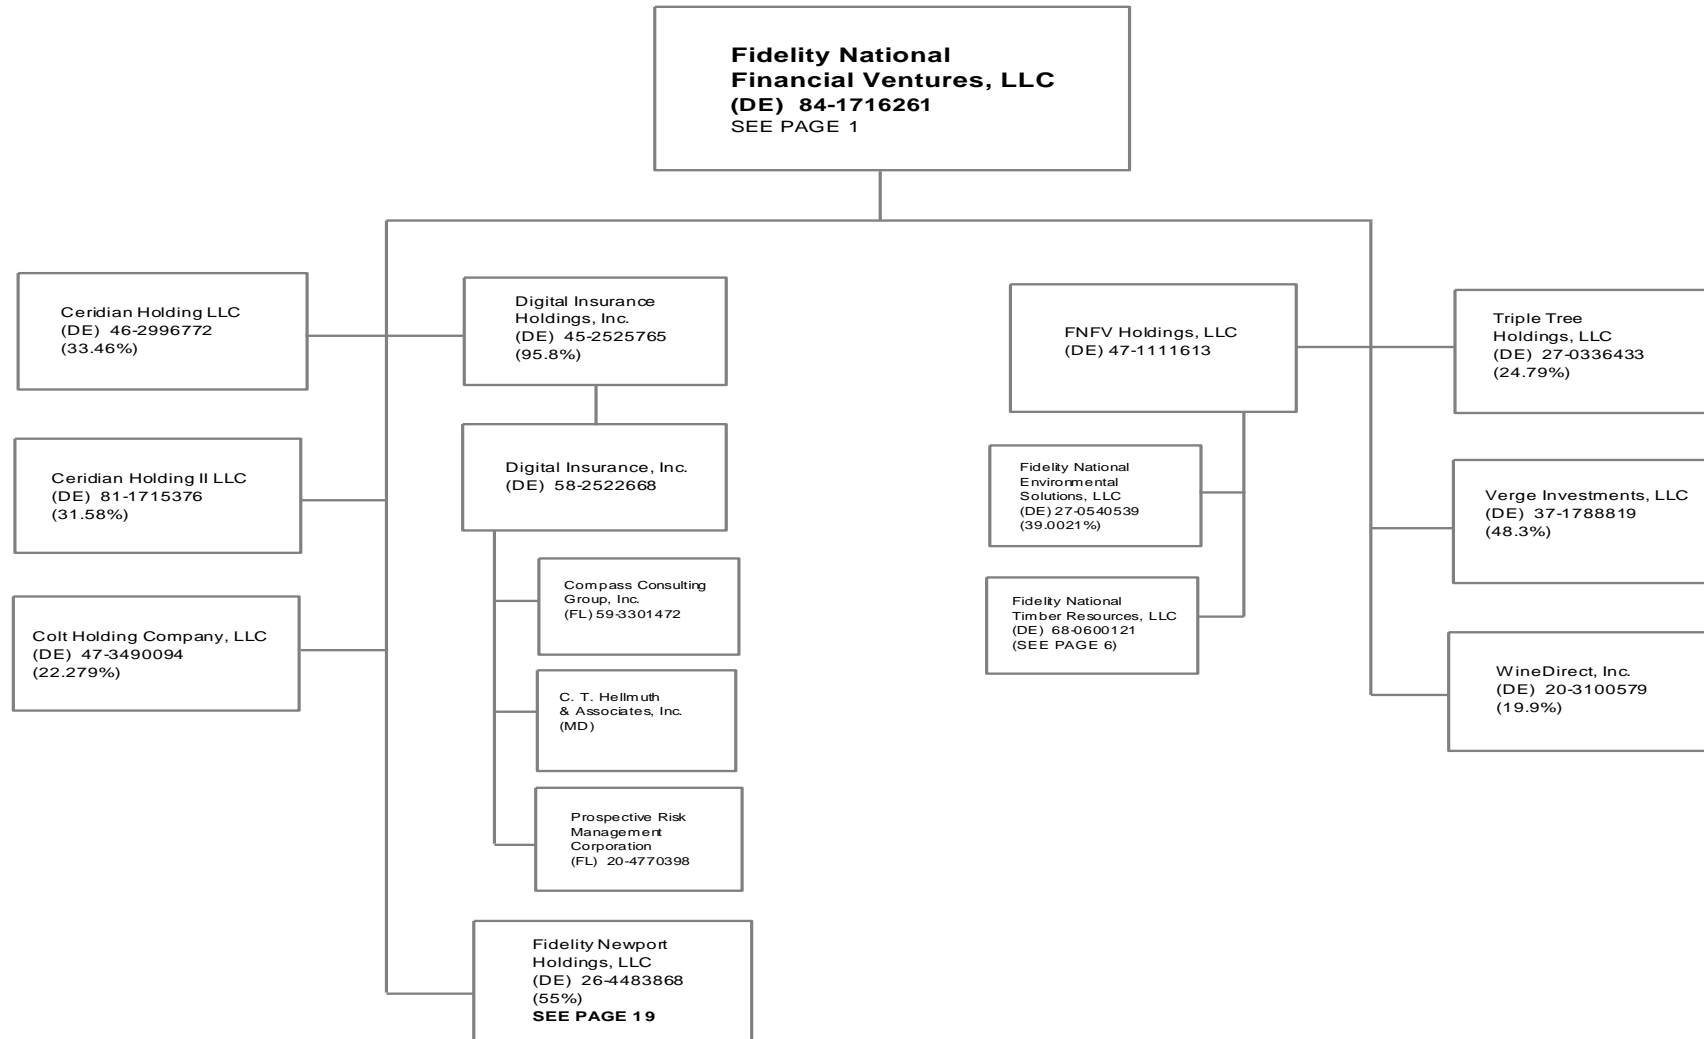 Fidelity National
Financial Ventures, LLC
(DE) 84-1716261
SEE PAGE 1
Ceridian Holding LLC
(DE) 46-2996772
(33.46%)
Digital Insurance
Holdings, Inc.
(DE) 45-2525765
(95.8%)
FNFV Holdings, LLC
(DE) 47-1111613
Triple Tree
Holdings, LLC
(DE) 27-0336433
(24.79%)
Ceridian Holding II LLC
(DE) 81-1715376
(31.58%)
Digital Insurance, Inc.
(DE) 58-2522668
Fidelity National
Environmental
Solutions, LLC
(DE) 27-0540539
(39.0021%)
Verge Investments, LLC
(DE) 37-1788819
(48.3%)
Colt Holding Company, LLC
(DE) 47-3490094
(22.279%)
Compass Consulting
Group, Inc.
(FL) 59-3301472
Fidelity National
Timber Resources, LLC
(DE) 68-0600121
(SEE PAGE 6)
WineDirect, Inc.
(DE) 20-3100579
(19.9%)
C. T. Hellmuth
& Associates, Inc.
(MD)
Prospective Risk
Management
Corporation
(FL) 20-4770398
Fidelity Newport
Holdings, LLC
(DE) 26-4483868
(55%)
SEE PAGE 19